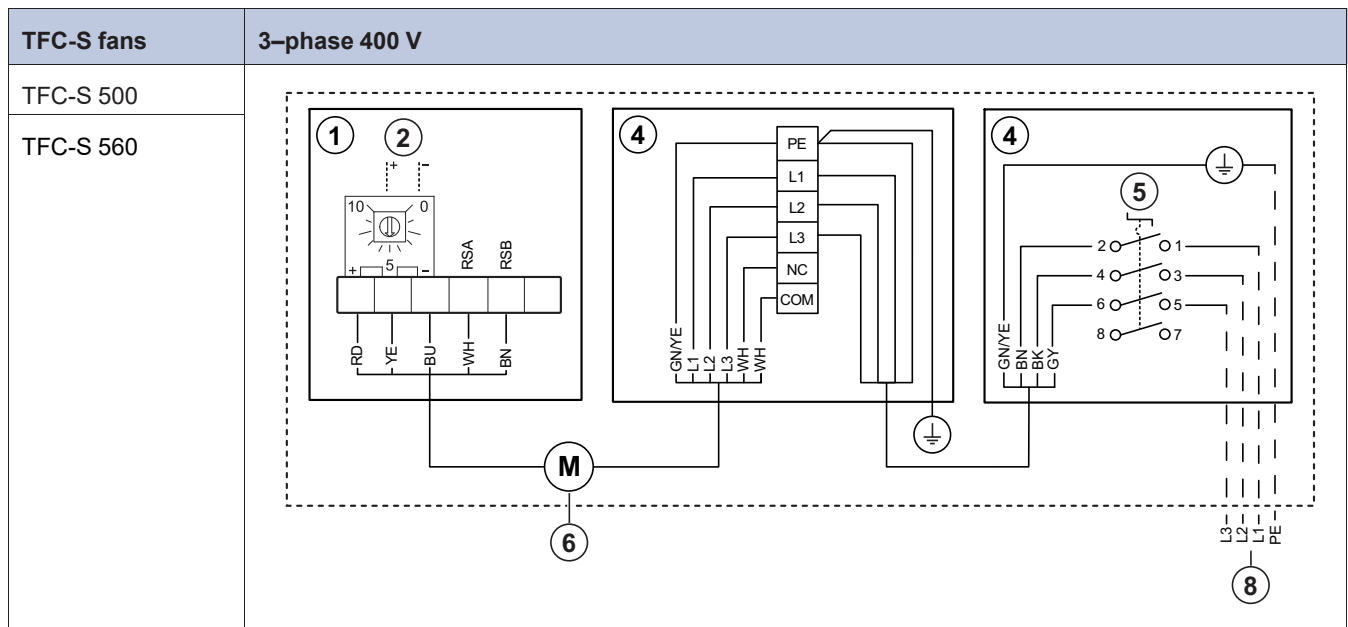 TFC-S fans
3–phase 400 V
TFC-S 500
TFC-S 560
1
2
+ –
10 0
5
+ –
RSA
RSB
RD
YE
BU
WH
BN
4
PE
L1
L2
L3
NC
COM
GN/YE
L1
L2
L3
WH
WH
4
5
2 1
4 3
6 5
8 7
GN/YE
BN
BK
GY
M
6
L3
L2
L1
PE
8